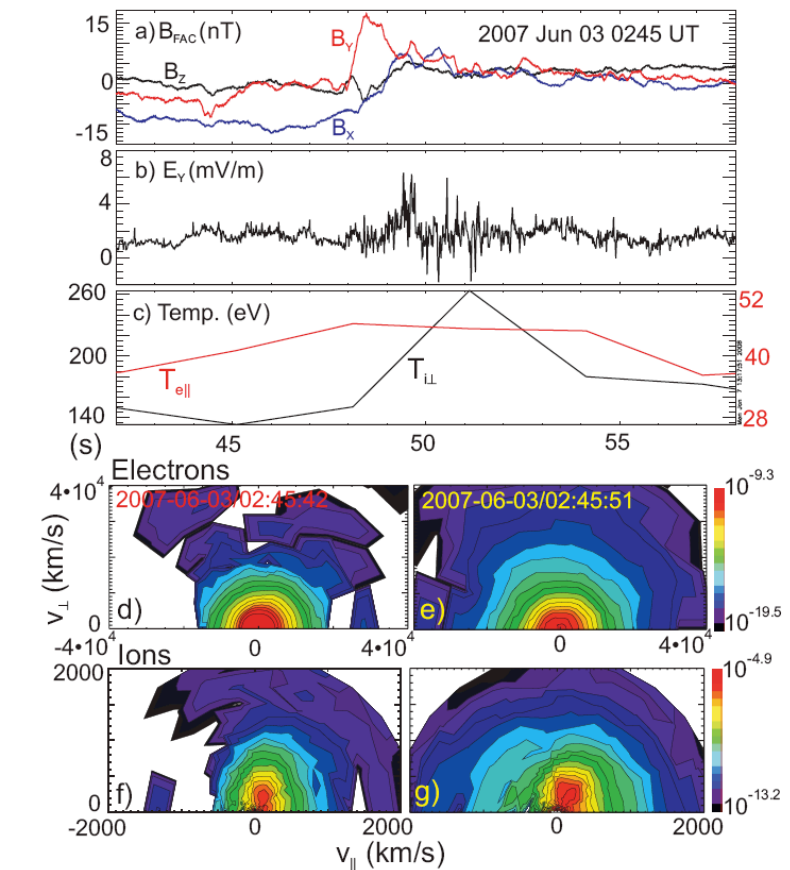 15
a) B_FAC (nT)
B_Y
2007 Jun 03 0245 UT
0
B_Z
-15
B_X
8
b) E_Y (mV/m)
4
0
260
c) Temp. (eV)
52
200
40
T_e||
T_i⊥
140
28
(s)
45
50
55
Electrons
4•10^4
2007-06-03/02:45:42
2007-06-03/02:45:51
10^-9.3
v_⊥ (km/s)
d)
e)
0
10^-19.5
-4•10^4
0
4•10^4
0
4•10^4
Ions
2000
10^-4.9
f)
g)
0
10^-13.2
-2000
0
2000
0
2000
v_|| (km/s)